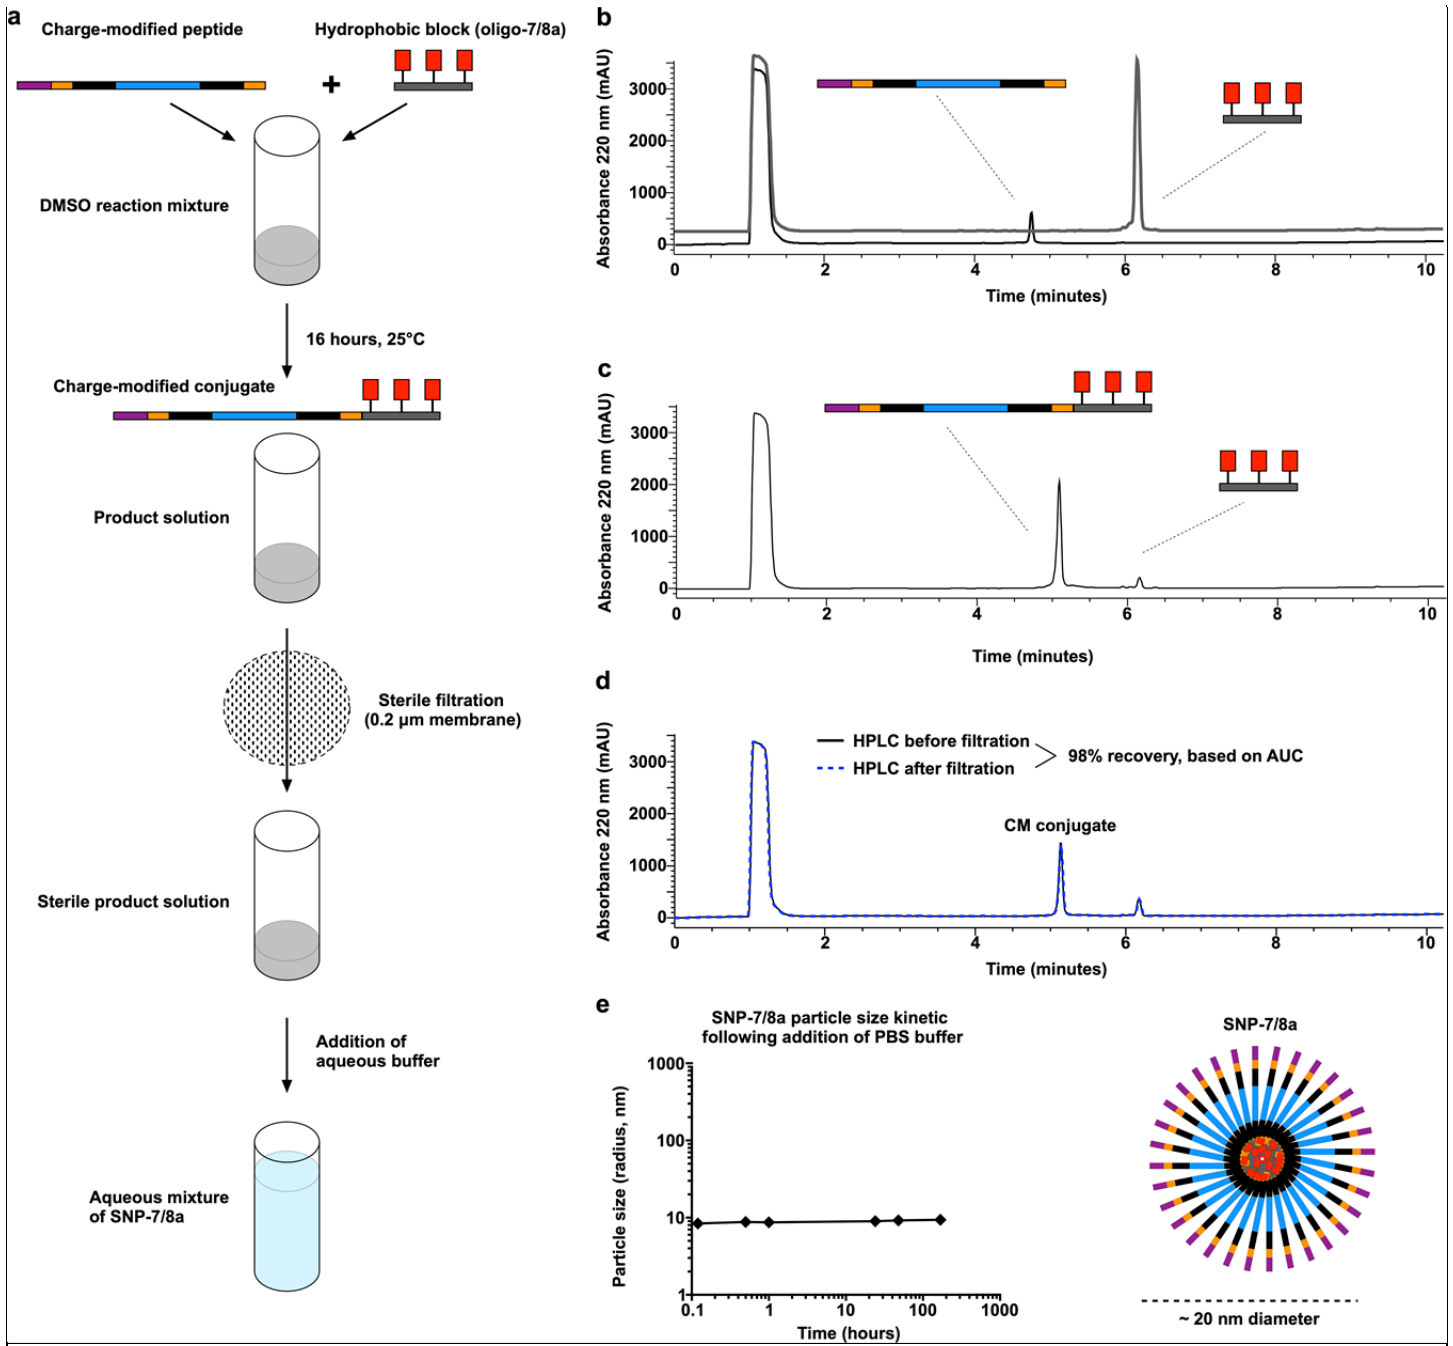 a
Charge-modified peptide
Hydrophobic block (oligo-7/8a)
+
DMSO reaction mixture
16 hours, 25°C
Charge-modified conjugate
Product solution
Sterile filtration
(0.2 µm membrane)
Sterile product solution
Addition of
aqueous buffer
Aqueous mixture
of SNP-7/8a
b
Absorbance 220 nm (mAU)
3000
2000
1000
0
0 2 4 6 8 10
Time (minutes)
c
Absorbance 220 nm (mAU)
3000
2000
1000
0
0 2 4 6 8 10
Time (minutes)
d
Absorbance 220 nm (mAU)
3000
2000
1000
0
HPLC before filtration
HPLC after filtration
98% recovery, based on AUC
CM conjugate
0 2 4 6 8 10
Time (minutes)
e
SNP-7/8a particle size kinetic
following addition of PBS buffer
Particle size (radius, nm)
1000
100
10
1
0.1 1 10 100 1000
Time (hours)
SNP-7/8a
~ 20 nm diameter